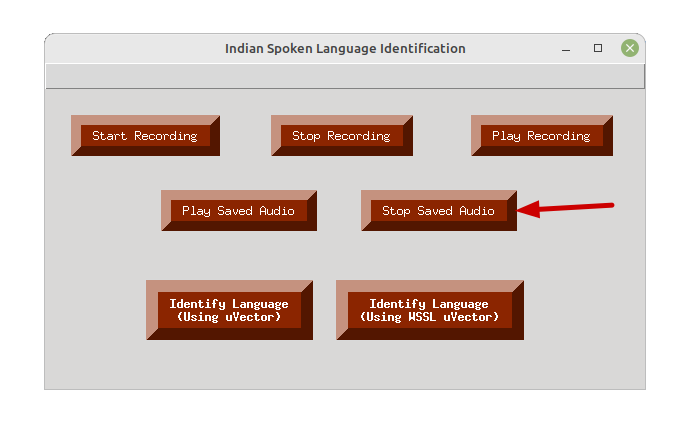 Indian Spoken Language Identification
Start Recording
Stop Recording
Play Recording
Play Saved Audio
Stop Saved Audio
Identify Language
(Using uVector)
Identify Language
(Using WSSL uVector)